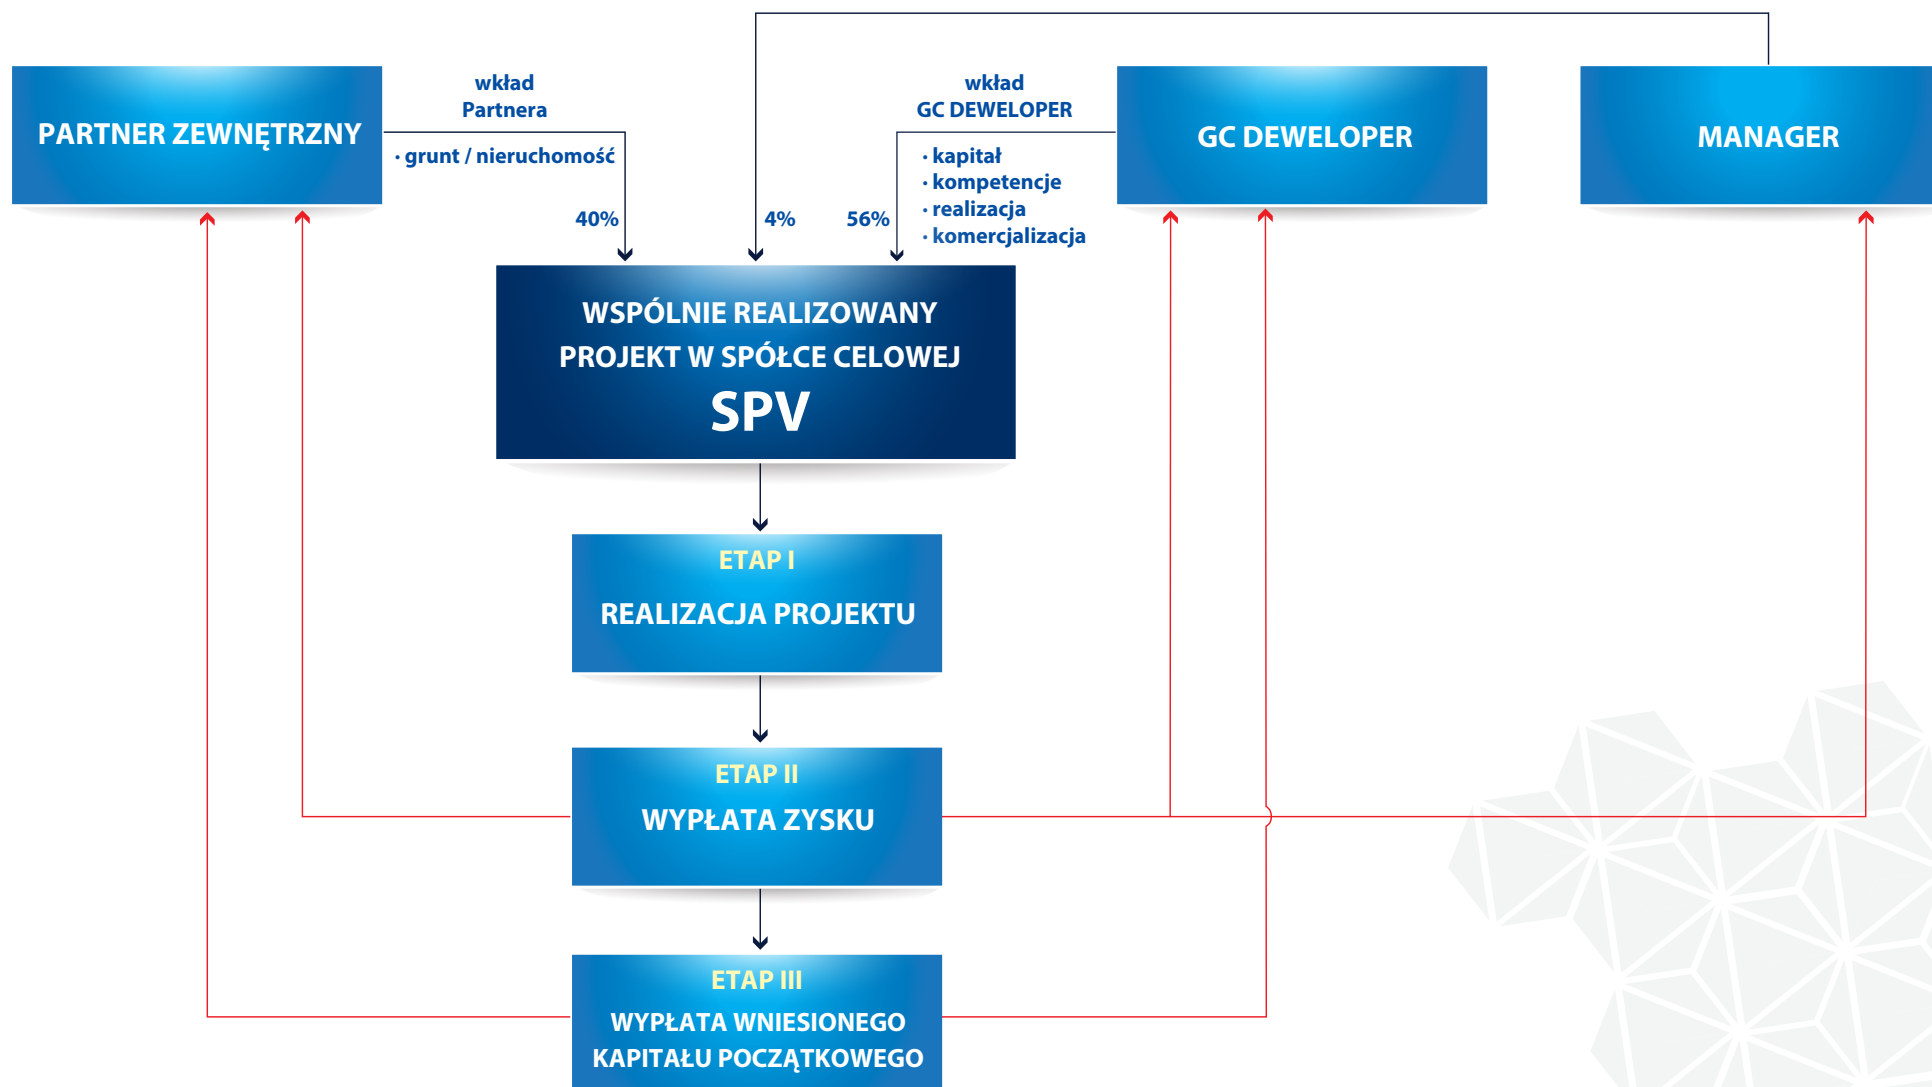 PARTNER ZEWNĘTRZNY
wkład
Partnera
· grunt / nieruchomość
40%
4%
wkład
GC DEWELOPER
56%
· kapitał
· kompetencje
· realizacja
· komercjalizacja
GC DEWELOPER
MANAGER
WSPÓLNIE REALIZOWANY
PROJEKT W SPÓŁCE CELOWEJ
SPV
ETAP I
REALIZACJA PROJEKTU
ETAP II
WYPŁATA ZYSKU
ETAP III
WYPŁATA WNIESIONEGO
KAPITAŁU POCZĄTKOWEGO